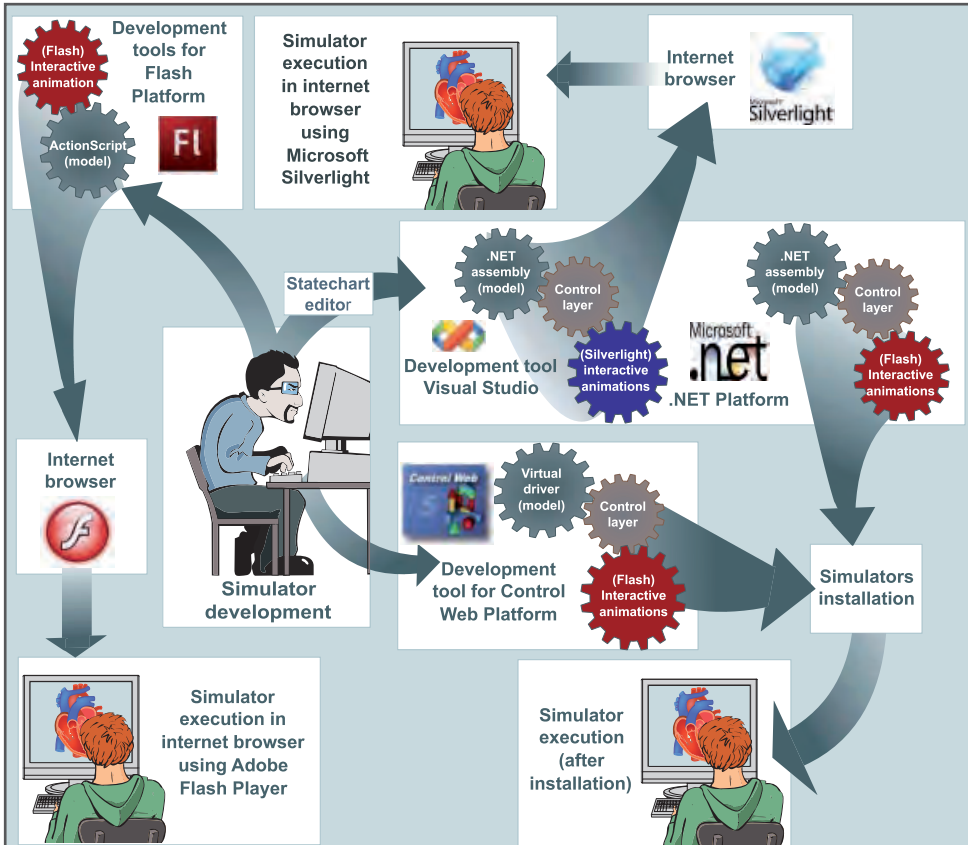 (Flash)
Interactive
animation
Development
tools for
Flash
Platform
ActionScript
(model)
Fl
Simulator
execution
in internet
browser
using
Microsoft
Silverlight
Internet
browser
Microsoft
Silverlight
Statechart
editor
.NET
assembly
(model)
Control
layer
(Silverlight)
interactive
animations
Development tool
Visual Studio
Microsoft
.net
.NET Platform
.NET
assembly
(model)
Control
layer
(Flash)
Interactive
animations
Internet
browser
Simulator
development
Control Web
5
Virtual
driver
(model)
Control
layer
(Flash)
Interactive
animations
Development
tool for Control
Web Platform
Simulators
installation
Simulator
execution in
internet browser
using Adobe
Flash Player
Simulator
execution
(after
installation)